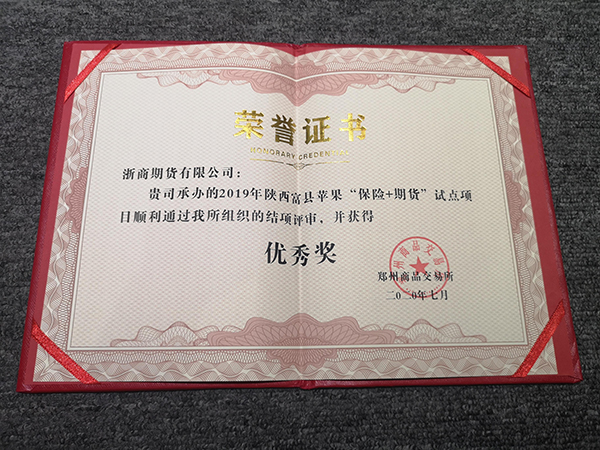 荣誉证书
HONORARY CREDENTIAL
浙商期货有限公司：
贵司承办的2019年陕西富县苹果“保险+期货”试点项
目顺利通过我所组织的结项评审，并获得
优秀奖
郑州商品交易所
二〇二〇年七月